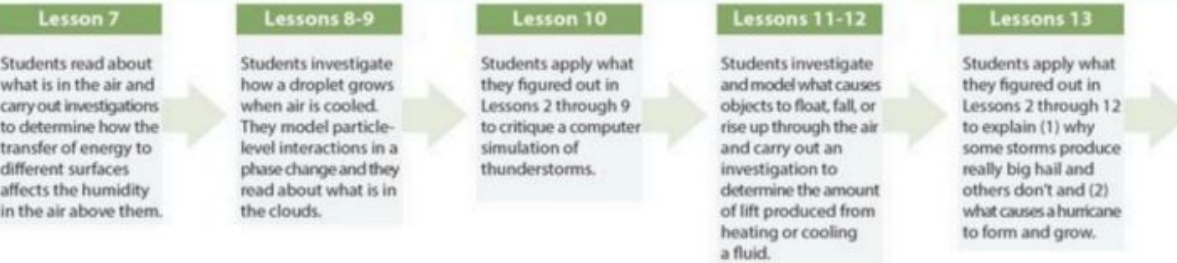 Lesson 7
Students read about
what is in the air and
carry out investigations
to determine how the
transfer of energy to
different surfaces
affects the humidity
in the air above them.
Lessons 8-9
Students investigate
how a droplet grows
when air is cooled.
They model particle-
level interactions in a
phase change and they
read about what is in
the clouds.
Lesson 10
Students apply what
they figured out in
Lessons 2 through 9
to critique a computer
simulation of
thunderstorms.
Lessons 11-12
Students investigate
and model what causes
objects to float, fall, or
rise up through the air
and carry out an
investigation to
determine the amount
of lift produced from
heating or cooling
a fluid.
Lessons 13
Students apply what
they figured out in
Lessons 2 through 12
to explain (1) why
some storms produce
really big hail and
others don't and (2)
what causes a hurricane
to form and grow.